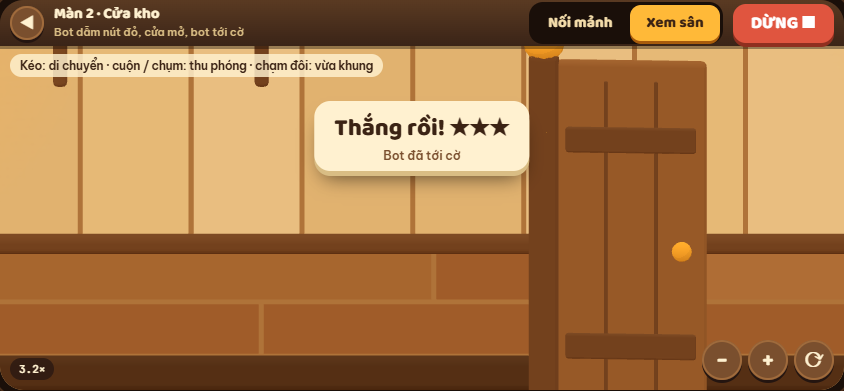 Màn 2 · Cửa kho
Bot dẫm nút đỏ, cửa mở, bot tới cờ
Nối mảnh
Xem sân
DỪNG
Kéo: di chuyển · cuộn / chụm: thu phóng · chạm đôi: vừa khung
Thắng rồi! ★★★
Bot đã tới cờ
3.2×